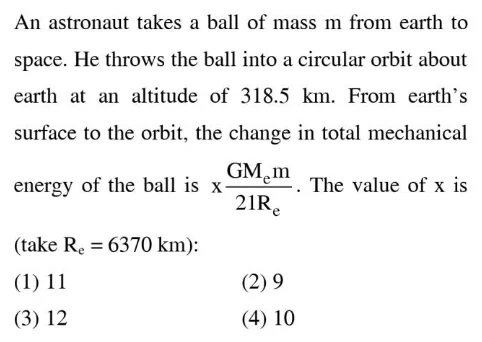 An astronaut takes a ball of mass m from earth to
space. He throws the ball into a circular orbit about
earth at an altitude of 318.5 km. From earth's
surface to the orbit, the change in total mechanical
energy of the ball is x GMₑm / 21Rₑ. The value of x is
(take Rₑ = 6370 km):
(1) 11 (2) 9
(3) 12 (4) 10